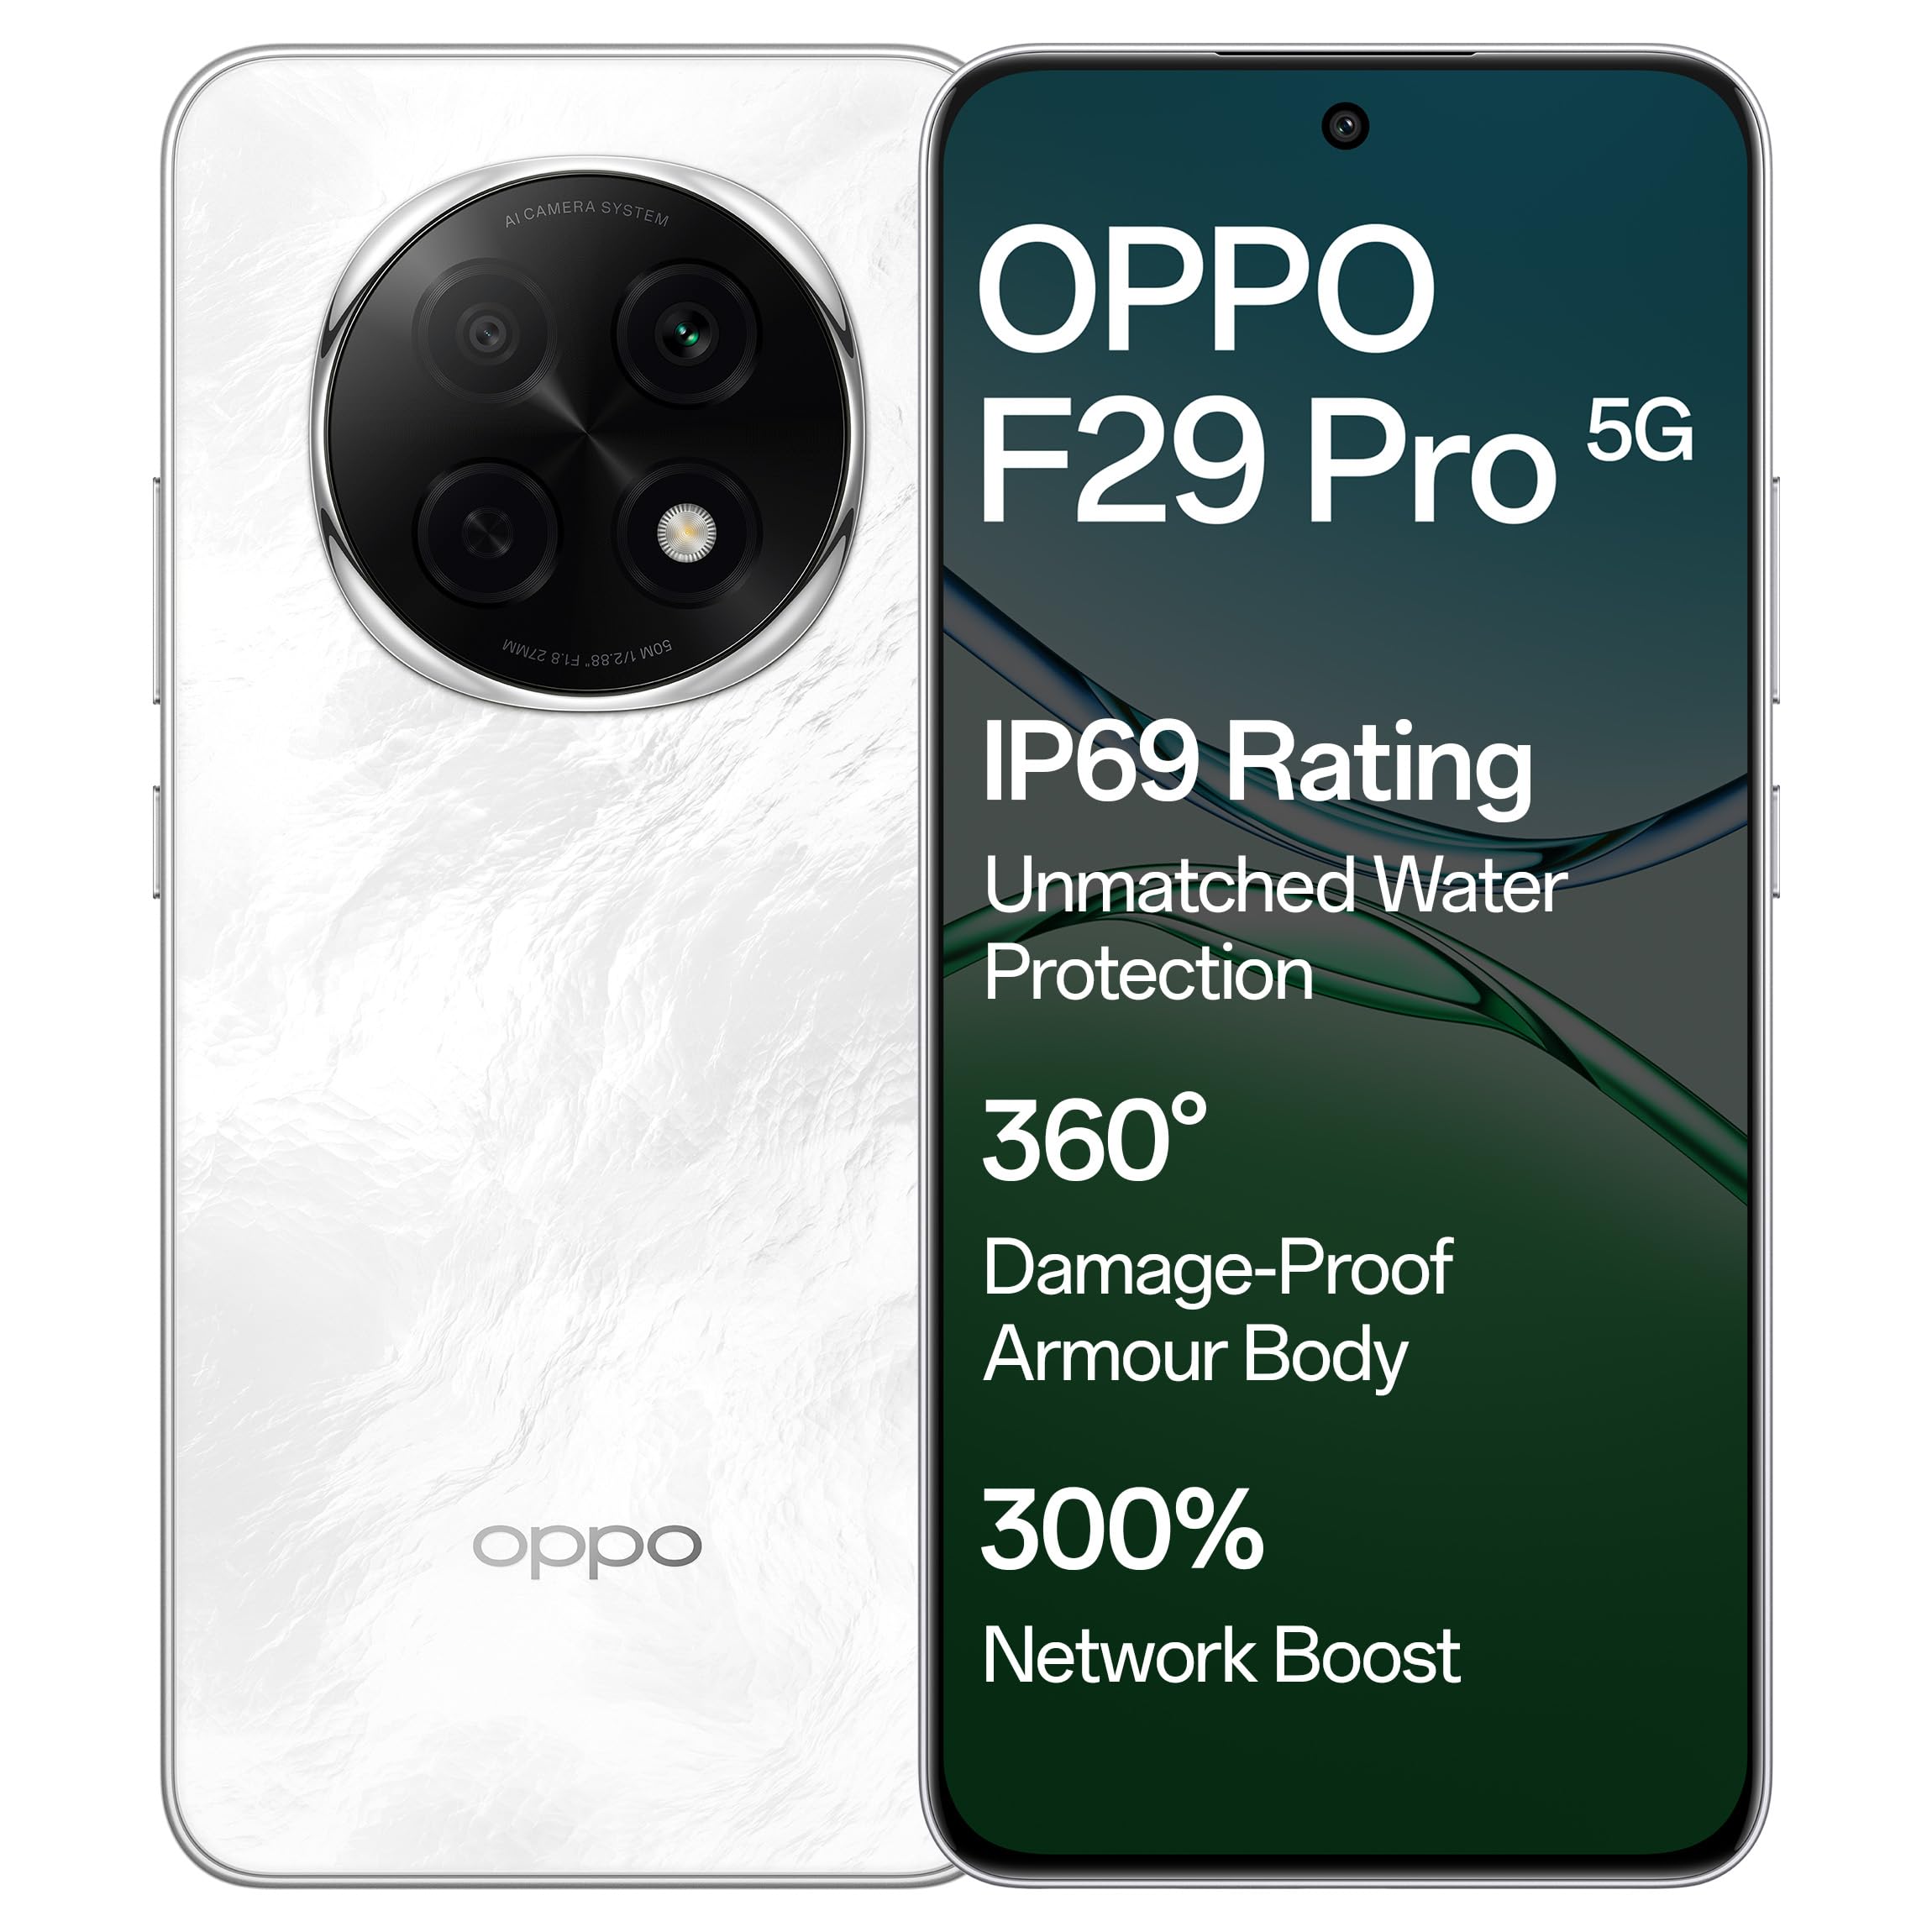 AI CAMERA SYSTEM
50M 1/2.88" F1.8 27MM
oppo
OPPO
F29 Pro 5G
IP69 Rating
Unmatched Water
Protection
360°
Damage-Proof
Armour Body
300%
Network Boost